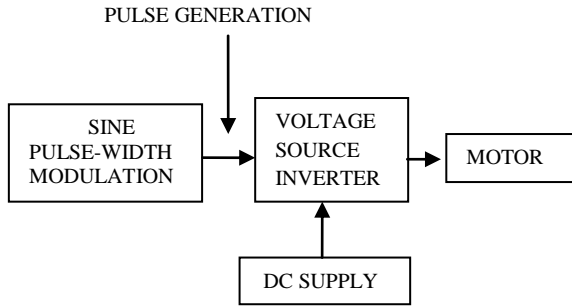 PULSE GENERATION
SINE
PULSE-WIDTH
MODULATION
VOLTAGE
SOURCE
INVERTER
MOTOR
DC SUPPLY